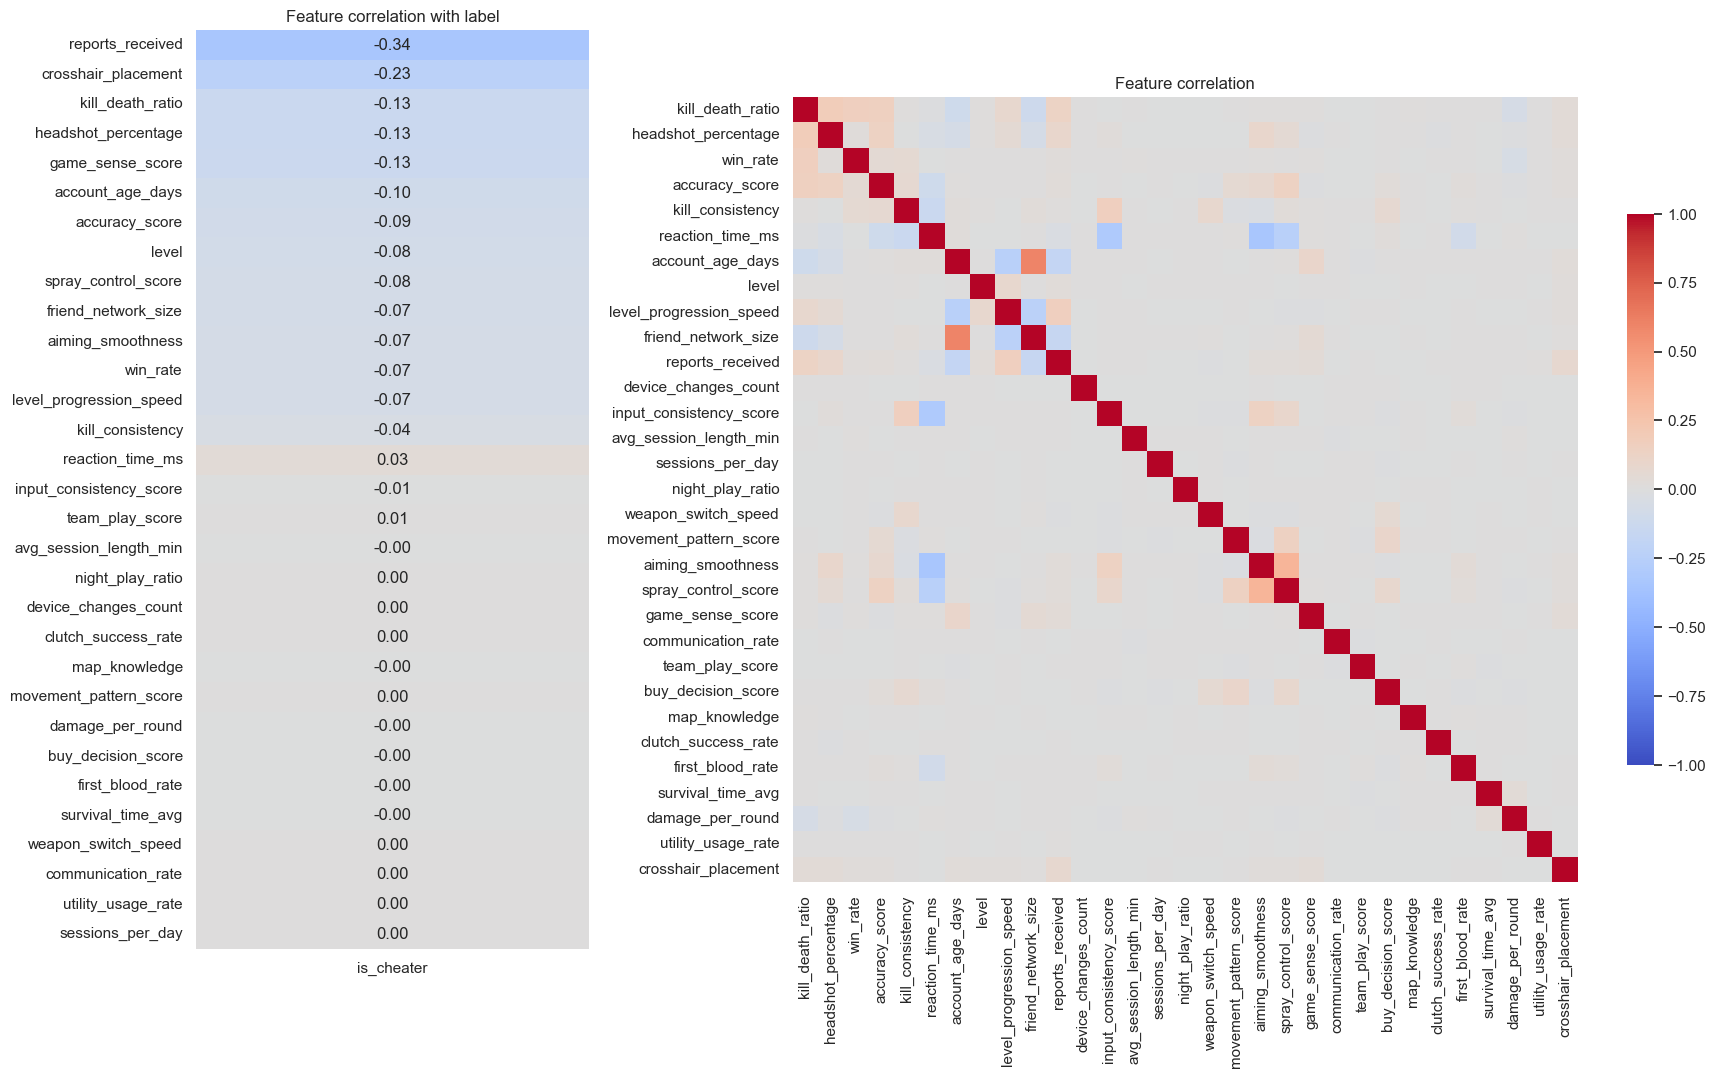 Feature correlation with label
reports_received -0.34
crosshair_placement -0.23
kill_death_ratio -0.13
headshot_percentage -0.13
game_sense_score -0.13
account_age_days -0.10
accuracy_score -0.09
level -0.08
spray_control_score -0.08
friend_network_size -0.07
aiming_smoothness -0.07
win_rate -0.07
level_progression_speed -0.07
kill_consistency -0.04
reaction_time_ms 0.03
input_consistency_score -0.01
team_play_score 0.01
avg_session_length_min -0.00
night_play_ratio 0.00
device_changes_count 0.00
clutch_success_rate 0.00
map_knowledge -0.00
movement_pattern_score 0.00
damage_per_round -0.00
buy_decision_score -0.00
first_blood_rate -0.00
survival_time_avg -0.00
weapon_switch_speed 0.00
communication_rate 0.00
utility_usage_rate 0.00
sessions_per_day 0.00
is_cheater
Feature correlation
kill_death_ratio
headshot_percentage
win_rate
accuracy_score
kill_consistency
reaction_time_ms
account_age_days
level
level_progression_speed
friend_network_size
reports_received
device_changes_count
input_consistency_score
avg_session_length_min
sessions_per_day
night_play_ratio
weapon_switch_speed
movement_pattern_score
aiming_smoothness
spray_control_score
game_sense_score
communication_rate
team_play_score
buy_decision_score
map_knowledge
clutch_success_rate
first_blood_rate
survival_time_avg
damage_per_round
utility_usage_rate
crosshair_placement
kill_death_ratio
headshot_percentage
win_rate
accuracy_score
kill_consistency
reaction_time_ms
account_age_days
level
level_progression_speed
friend_network_size
reports_received
device_changes_count
input_consistency_score
avg_session_length_min
sessions_per_day
night_play_ratio
weapon_switch_speed
movement_pattern_score
aiming_smoothness
spray_control_score
game_sense_score
communication_rate
team_play_score
buy_decision_score
map_knowledge
clutch_success_rate
first_blood_rate
survival_time_avg
damage_per_round
utility_usage_rate
crosshair_placement
1.00
0.75
0.50
0.25
0.00
−0.25
−0.50
−0.75
−1.00